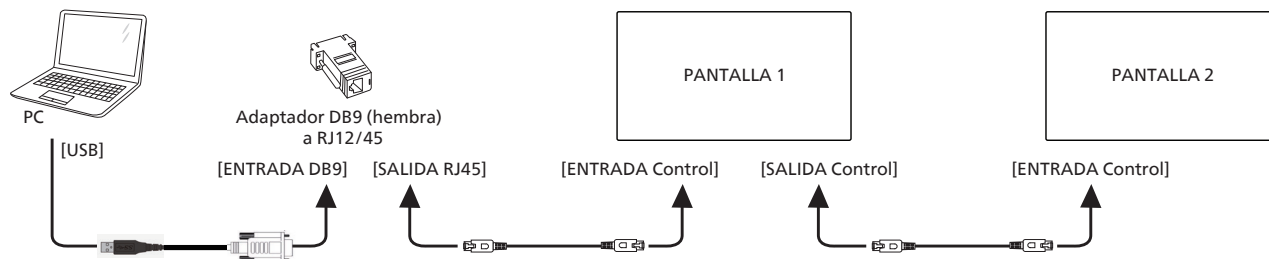 PC
Adaptador DB9 (hembra)
a RJ12/45
PANTALLA 1
PANTALLA 2
[USB]
[ENTRADA DB9]
[SALIDA RJ45]
[ENTRADA Control]
[SALIDA Control]
[ENTRADA Control]